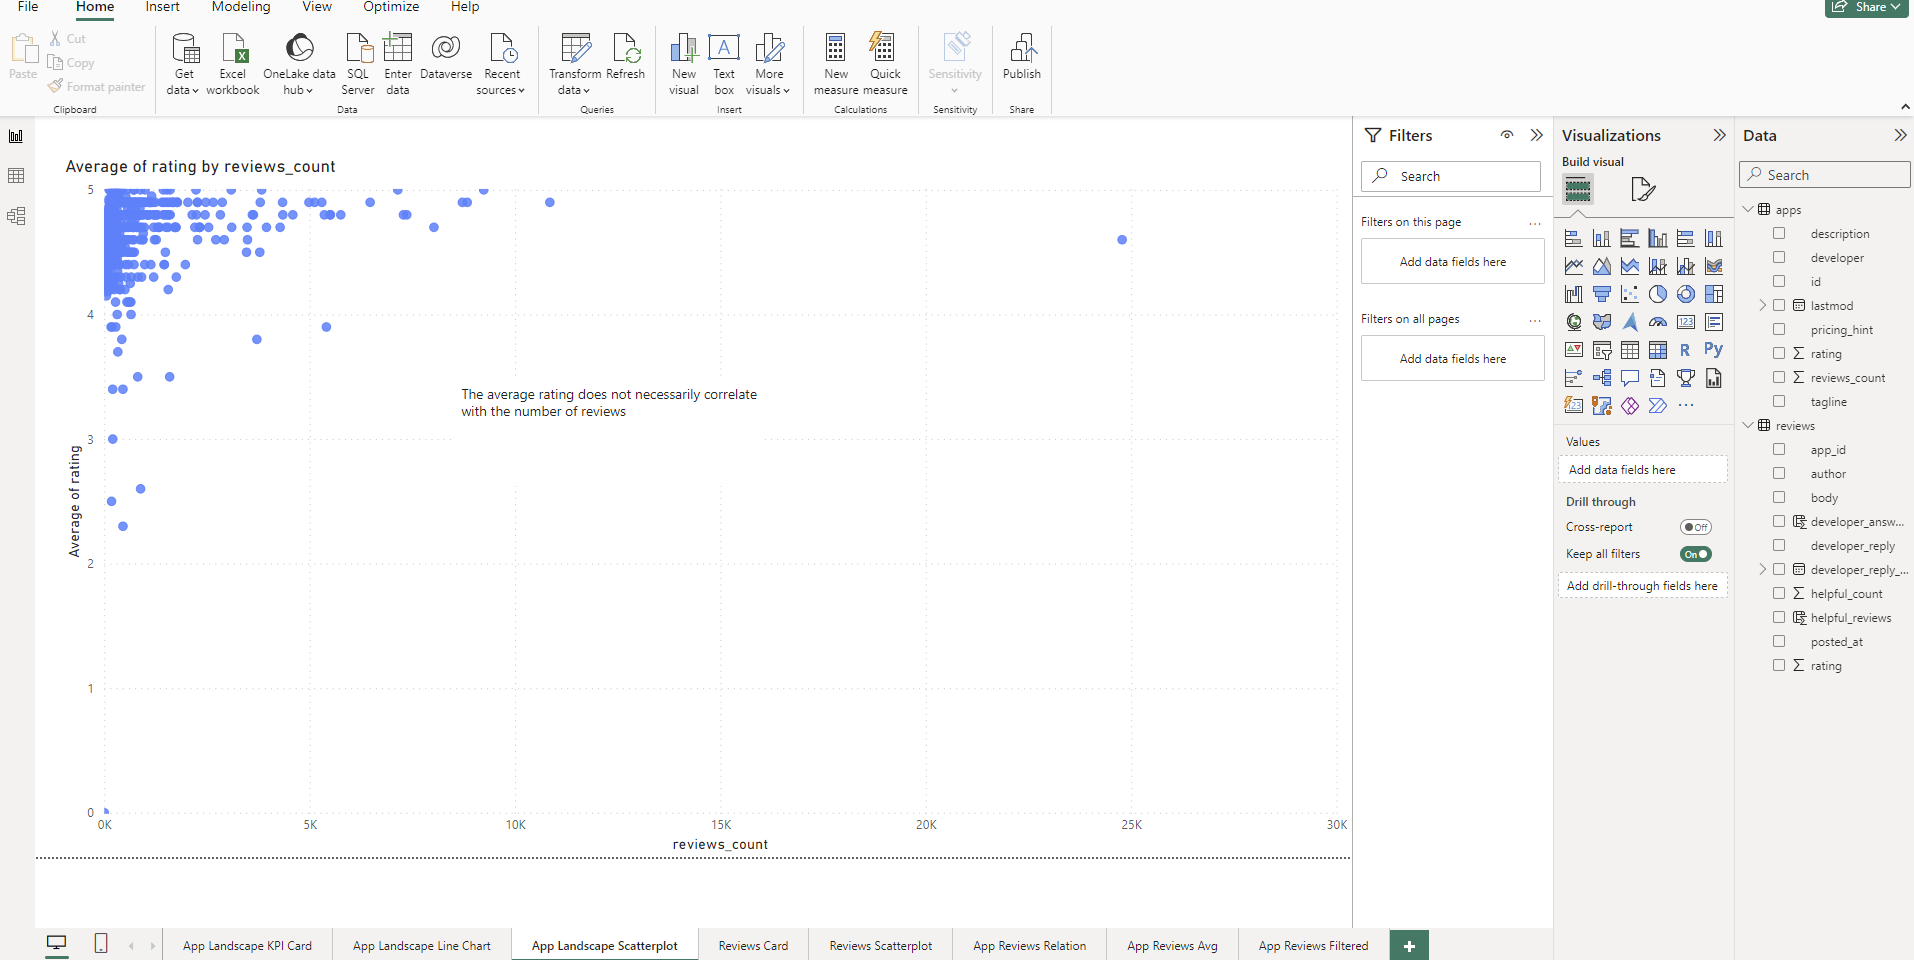 File Home Insert Modeling View Optimize Help Share
Paste
Cut
Copy
Format painter
Clipboard
Get data
Excel workbook
OneLake data hub
SQL Server
Enter data
Dataverse
Recent sources
Data
Transform data
Refresh
Queries
New visual
Text box
More visuals
Insert
New measure
Quick measure
Calculations
Sensitivity
Sensitivity
Publish
Share
Average of rating by reviews_count
5
4
3
2
1
0
Average of rating
The average rating does not necessarily correlate
with the number of reviews
0K 5K 10K 15K 20K 25K 30K
reviews_count
Filters
Search
Filters on this page ...
Add data fields here
Filters on all pages ...
Add data fields here
Visualizations
Build visual
123
R
Py
123
...
Values
Add data fields here
Drill through
Cross-report Off
Keep all filters On
Add drill-through fields here
Data
Search
apps
description
developer
id
lastmod
pricing_hint
rating
reviews_count
tagline
reviews
app_id
author
body
developer_answ...
developer_reply
developer_reply_...
helpful_count
helpful_reviews
posted_at
rating
App Landscape KPI Card App Landscape Line Chart App Landscape Scatterplot Reviews Card Reviews Scatterplot App Reviews Relation App Reviews Avg App Reviews Filtered +